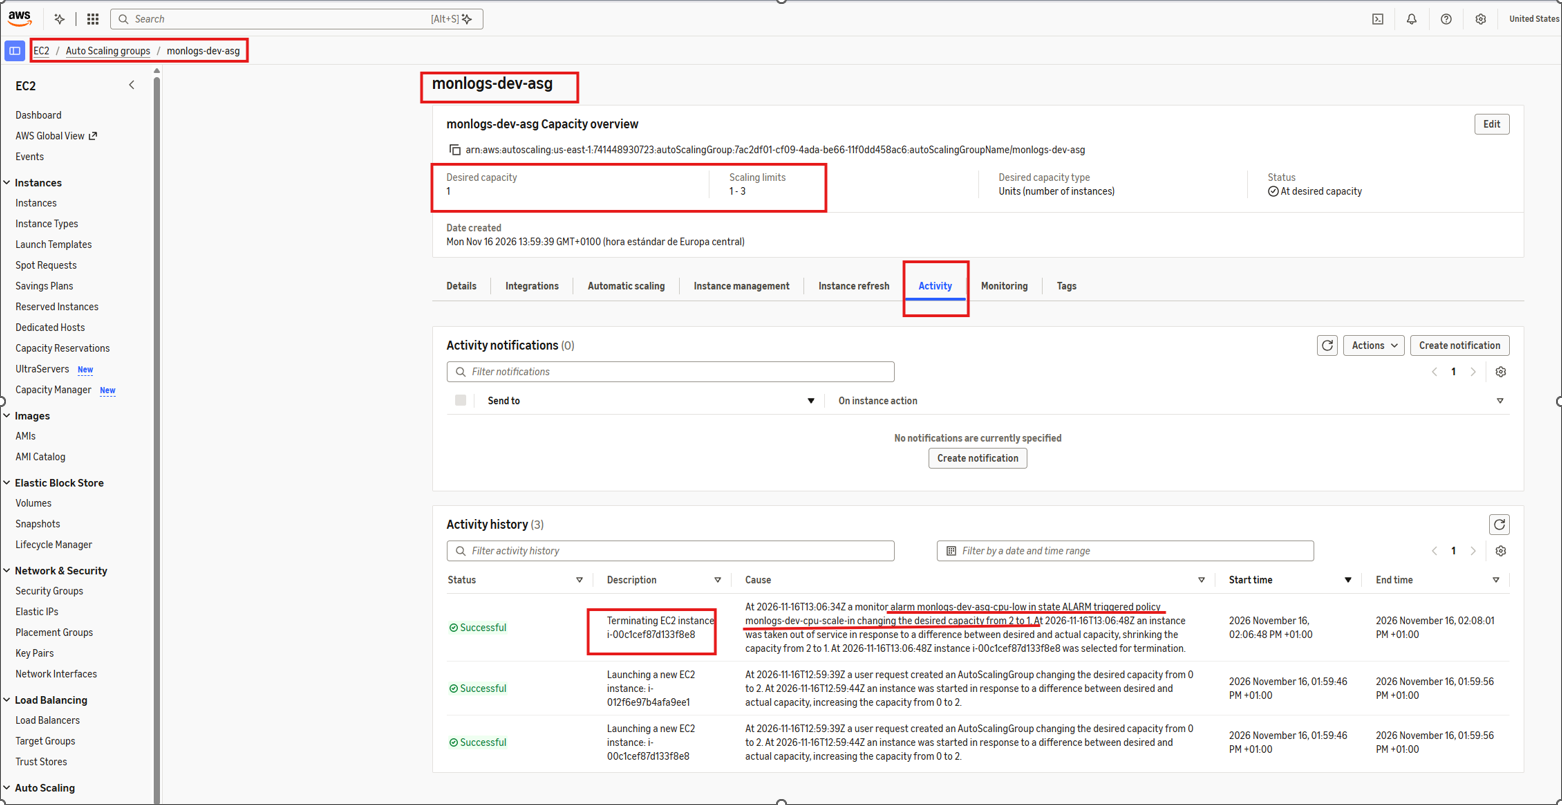 aws
Search
[Alt+S]
United States
EC2 / Auto Scaling groups / monlogs-dev-asg
EC2
Dashboard
AWS Global View
Events
Instances
Instances
Instance Types
Launch Templates
Spot Requests
Savings Plans
Reserved Instances
Dedicated Hosts
Capacity Reservations
UltraServers New
Capacity Manager New
Images
AMIs
AMI Catalog
Elastic Block Store
Volumes
Snapshots
Lifecycle Manager
Network & Security
Security Groups
Elastic IPs
Placement Groups
Key Pairs
Network Interfaces
Load Balancing
Load Balancers
Target Groups
Trust Stores
Auto Scaling
monlogs-dev-asg
monlogs-dev-asg Capacity overview
Edit
arn:aws:autoscaling:us-east-1:741448930723:autoScalingGroup:7ac2df01-cf09-4ada-be66-11f0dd458ac6:autoScalingGroupName/monlogs-dev-asg
Desired capacity
1
Scaling limits
1 - 3
Desired capacity type
Units (number of instances)
Status
At desired capacity
Date created
Mon Nov 16 2026 13:59:39 GMT+0100 (hora estándar de Europa central)
Details
Integrations
Automatic scaling
Instance management
Instance refresh
Activity
Monitoring
Tags
Activity notifications (0)
Actions
Create notification
Filter notifications
1
Send to
On instance action
No notifications are currently specified
Create notification
Activity history (3)
Filter activity history
Filter by a date and time range
1
Status
Description
Cause
Start time
End time
Successful
Terminating EC2 instance:
i-00c1cef87d133f8e8
At 2026-11-16T13:06:34Z a monitor alarm monlogs-dev-asg-cpu-low in state ALARM triggered policy
monlogs-dev-cpu-scale-in changing the desired capacity from 2 to 1. At 2026-11-16T13:06:48Z an instance
was taken out of service in response to a difference between desired and actual capacity, shrinking the
capacity from 2 to 1. At 2026-11-16T13:06:48Z instance i-00c1cef87d133f8e8 was selected for termination.
2026 November 16,
02:06:48 PM +01:00
2026 November 16, 02:08:01
PM +01:00
Successful
Launching a new EC2
instance: i-
012f6e97b4afa9ee1
At 2026-11-16T12:59:39Z a user request created an AutoScalingGroup changing the desired capacity from 0
to 2. At 2026-11-16T12:59:44Z an instance was started in response to a difference between desired and
actual capacity, increasing the capacity from 0 to 2.
2026 November 16, 01:59:46
PM +01:00
2026 November 16, 01:59:56
PM +01:00
Successful
Launching a new EC2
instance: i-
00c1cef87d133f8e8
At 2026-11-16T12:59:39Z a user request created an AutoScalingGroup changing the desired capacity from 0
to 2. At 2026-11-16T12:59:44Z an instance was started in response to a difference between desired and
actual capacity, increasing the capacity from 0 to 2.
2026 November 16, 01:59:46
PM +01:00
2026 November 16, 01:59:56
PM +01:00